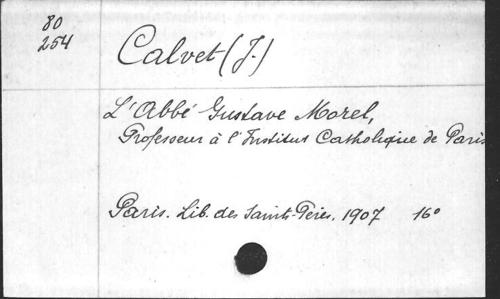 80
254
Calvet (J.)
L'Abbé Gustave Morel,
Professeur à l'Institut Catholique de Paris
Paris. Lib. des Saints-Pères, 1907 16°